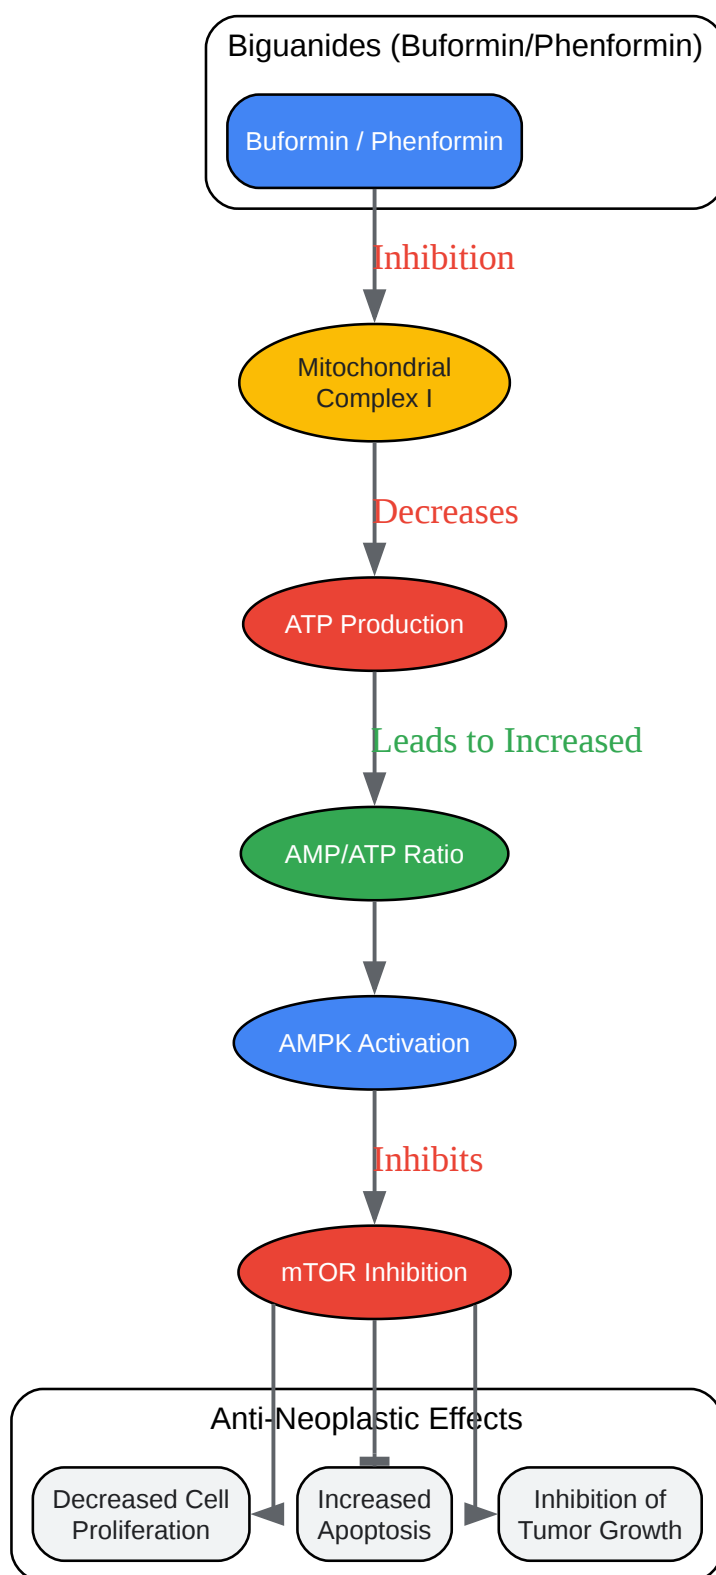 Biguanides (Buformin/Phenformin)
Buformin / Phenformin
Inhibition
Mitochondrial
Complex I
Decreases
ATP Production
Leads to Increased
AMP/ATP Ratio
AMPK Activation
Inhibits
mTOR Inhibition
Anti-Neoplastic Effects
Decreased Cell
Proliferation
Increased
Apoptosis
Inhibition of
Tumor Growth